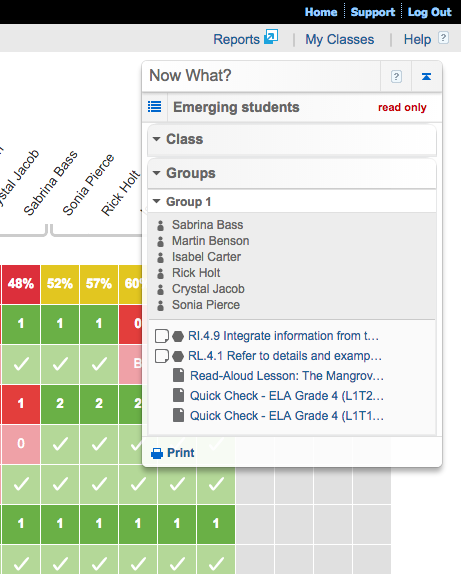 Home Support Log Out
Reports My Classes Help ?
Now What? ?
Emerging students read only
Class
Groups
Group 1
Sabrina Bass
Martin Benson
Isabel Carter
Rick Holt
Crystal Jacob
Sonia Pierce
RI.4.9 Integrate information from t…
RL.4.1 Refer to details and examp…
Read-Aloud Lesson: The Mangrov…
Quick Check - ELA Grade 4 (L1T2…
Quick Check - ELA Grade 4 (L1T1…
Print
stal Jacob
Sabrina Bass
Sonia Pierce
Rick Holt
48% 52% 57% 60
1 1 1 0
1 2 2 2
0
1 1 1 1 1 1